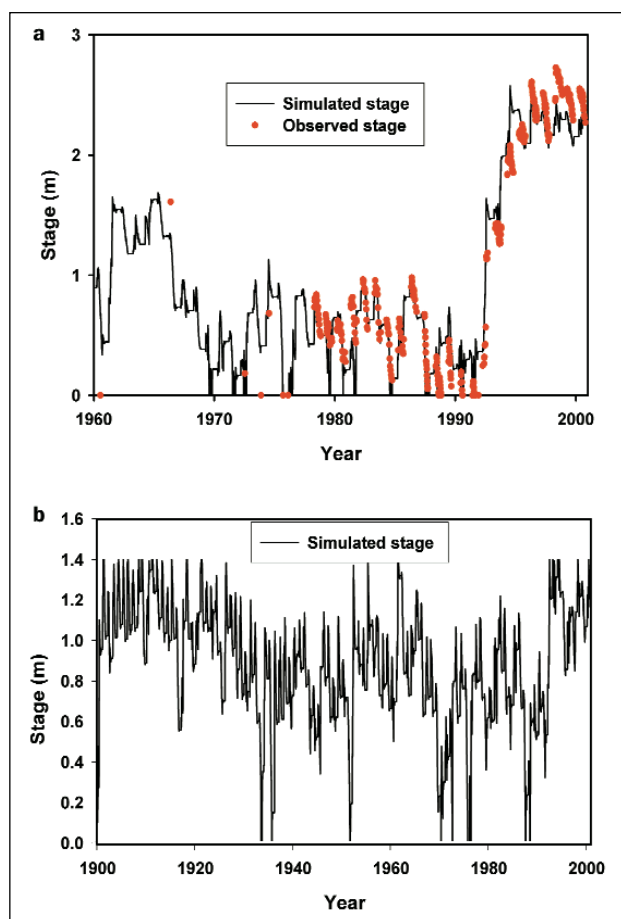 a
3
2
1
0
Stage (m)
Simulated stage
Observed stage
1960
1970
1980
1990
2000
Year
b
1.6
1.4
1.2
1.0
0.8
0.6
0.4
0.2
0.0
Stage (m)
Simulated stage
1900
1920
1940
1960
1980
2000
Year